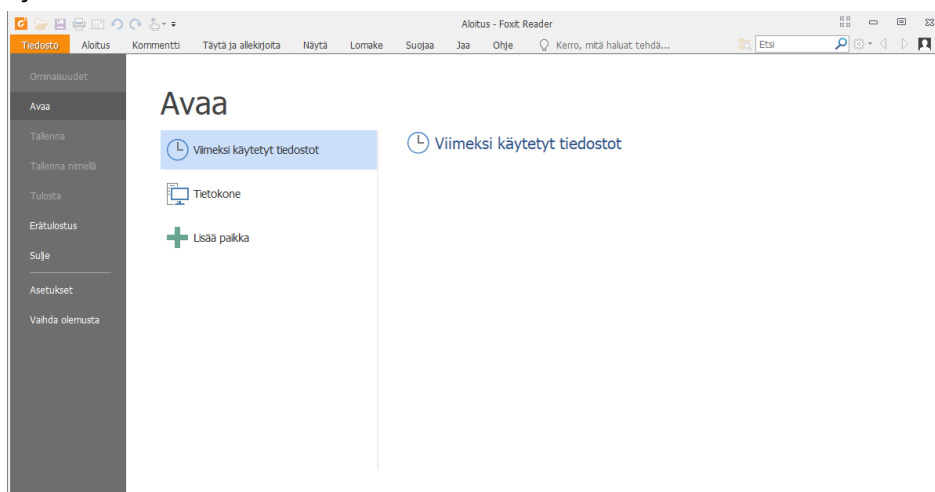 Aloitus - Foxit Reader
Tiedosto Aloitus Kommentti Täytä ja allekirjoita Näytä Lomake Suojaa Jaa Ohje Kerro, mitä haluat tehdä... Etsi
Ominaisuudet
Avaa
Tallenna
Tallenna nimellä
Tulosta
Erätulostus
Sulje
Asetukset
Vaihda olemusta
Avaa
Viimeksi käytetyt tiedostot
Tietokone
Lisää paikka
Viimeksi käytetyt tiedostot